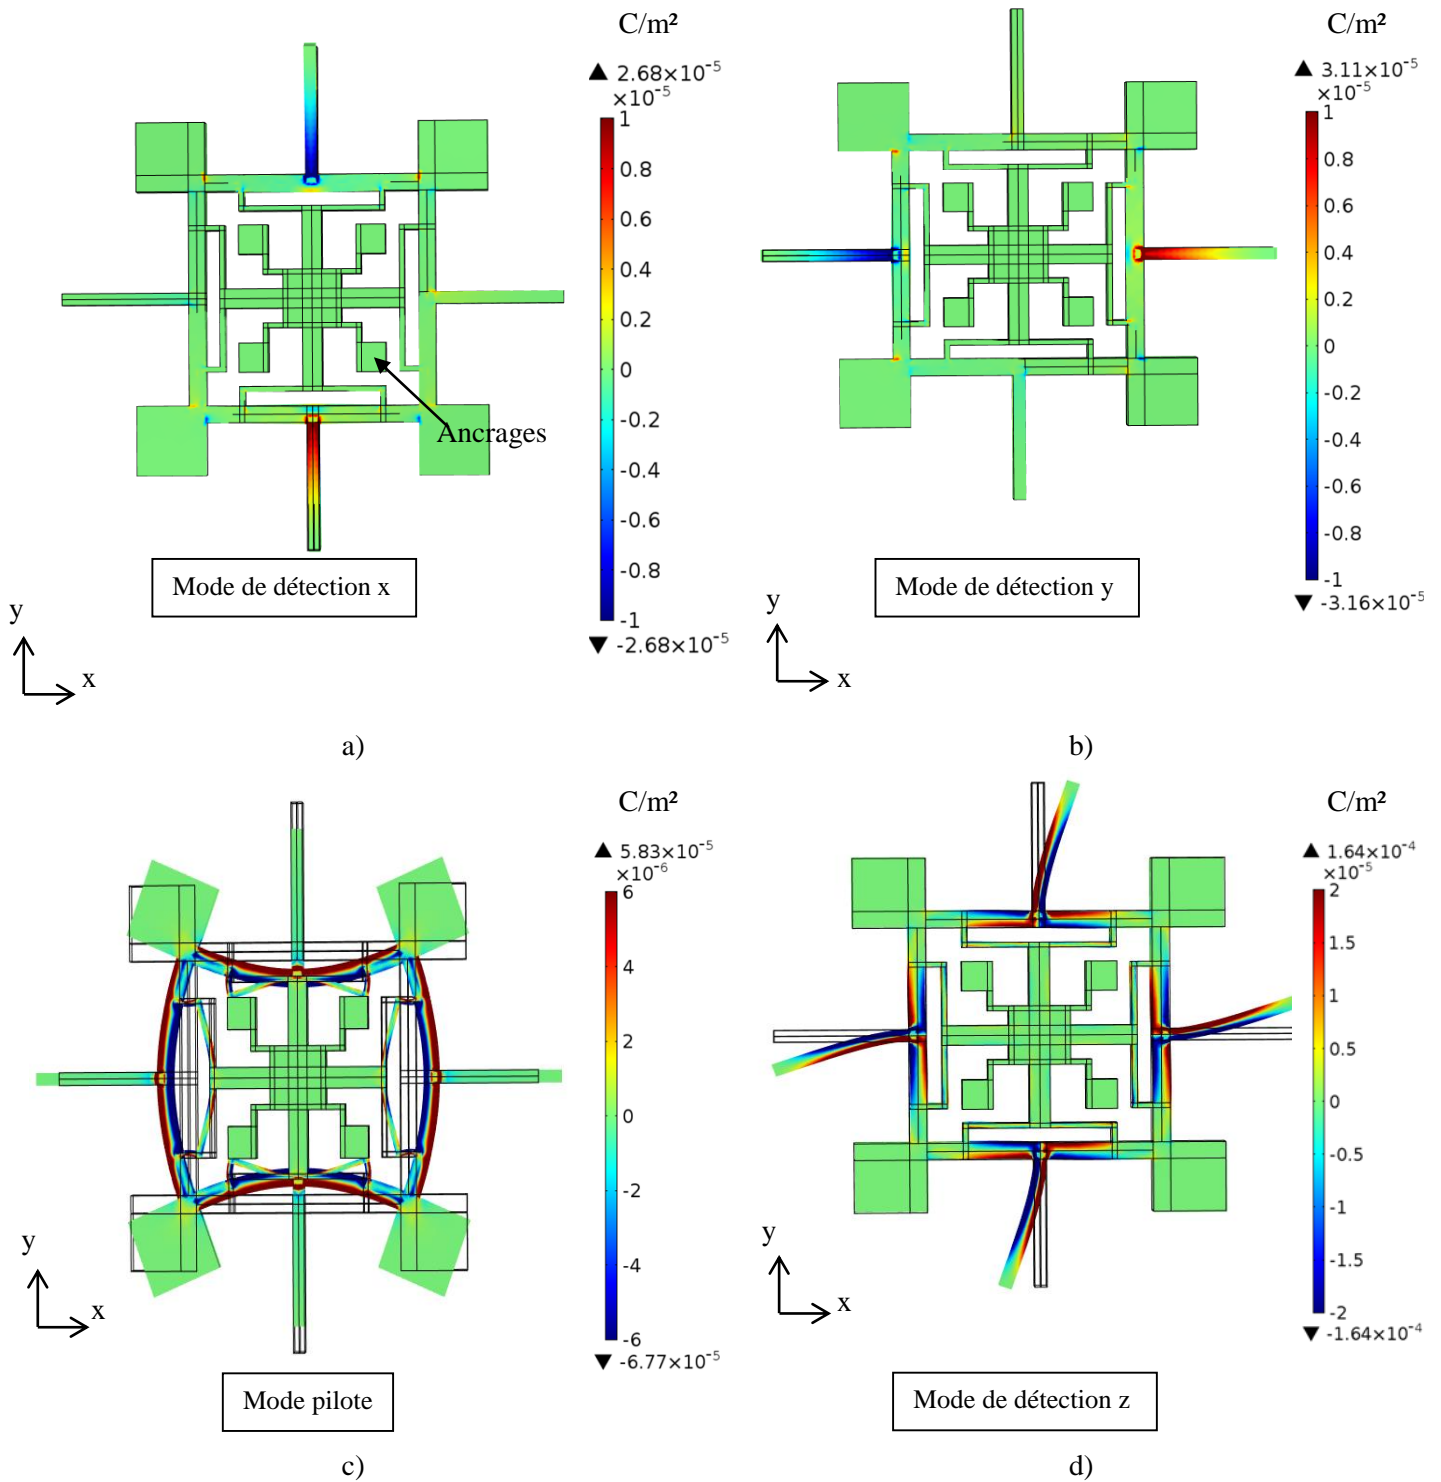 C/m²
▲ 2.68×10⁻⁵
×10⁻⁵
1
0.8
0.6
0.4
0.2
0
-0.2
-0.4
-0.6
-0.8
-1
▼ -2.68×10⁻⁵
Ancrages
Mode de détection x
y
x
a)
C/m²
▲ 3.11×10⁻⁵
×10⁻⁵
1
0.8
0.6
0.4
0.2
0
-0.2
-0.4
-0.6
-0.8
-1
▼ -3.16×10⁻⁵
Mode de détection y
y
x
b)
C/m²
▲ 5.83×10⁻⁵
×10⁻⁶
6
4
2
0
-2
-4
-6
▼ -6.77×10⁻⁵
y
x
Mode pilote
c)
C/m²
▲ 1.64×10⁻⁴
×10⁻⁵
2
1.5
1
0.5
0
-0.5
-1
-1.5
-2
▼ -1.64×10⁻⁴
y
x
Mode de détection z
d)